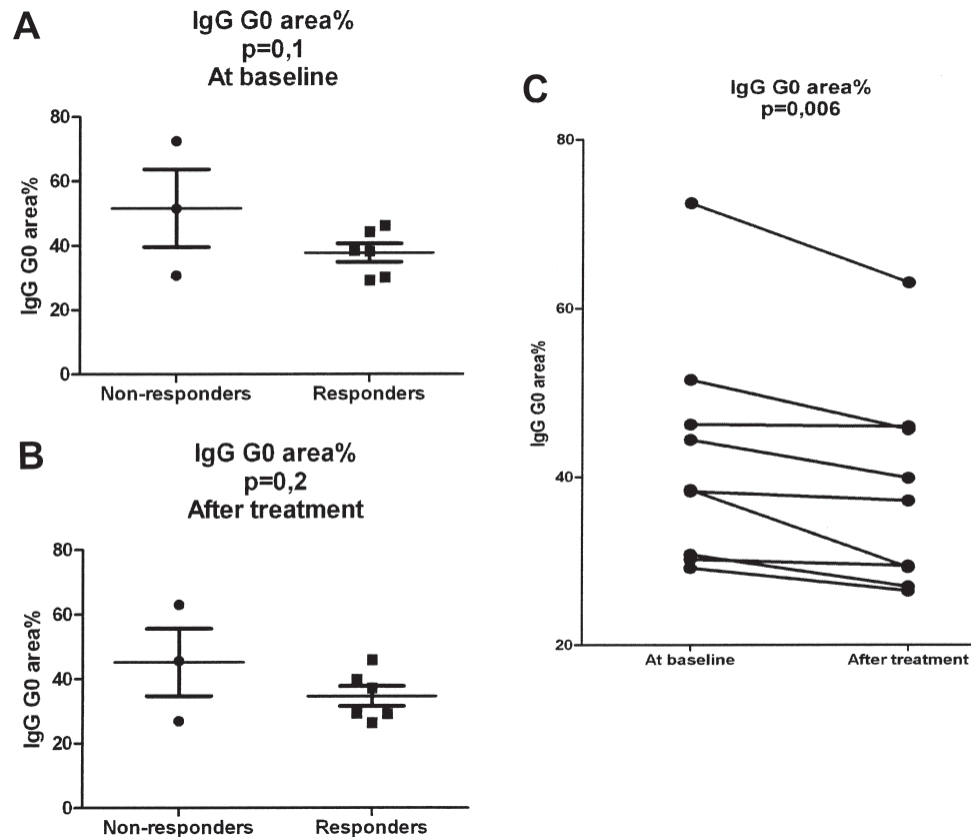 A
IgG G0 area%
p=0,1
At baseline
IgG G0 area%
80
60
40
20
0
Non-responders
Responders
B
IgG G0 area%
p=0,2
After treatment
IgG G0 area%
80
60
40
20
0
Non-responders
Responders
C
IgG G0 area%
p=0,006
IgG G0 area%
80
60
40
20
At baseline
After treatment